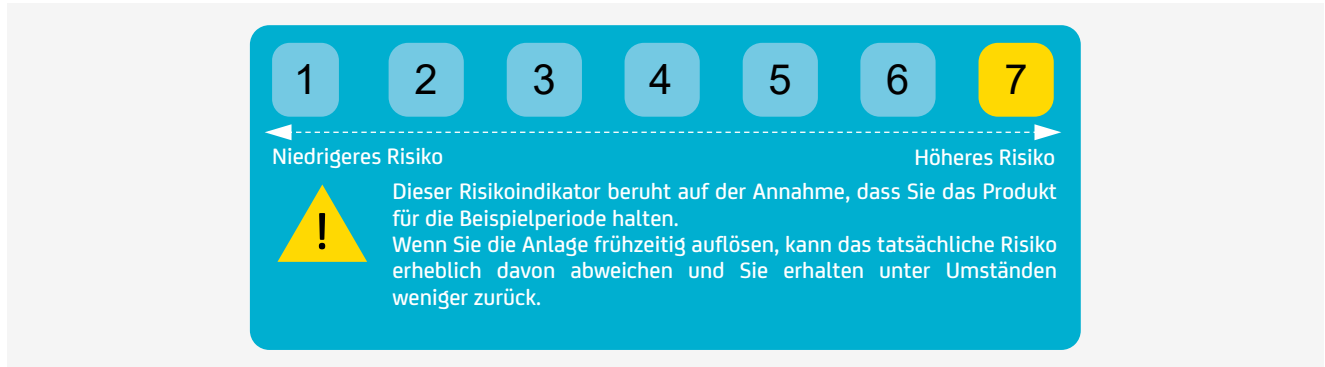 1 2 3 4 5 6 7
Niedrigeres Risiko Höheres Risiko
Dieser Risikoindikator beruht auf der Annahme, dass Sie das Produkt
für die Beispielperiode halten.
!
Wenn Sie die Anlage frühzeitig auflösen, kann das tatsächliche Risiko
erheblich davon abweichen und Sie erhalten unter Umständen
weniger zurück.